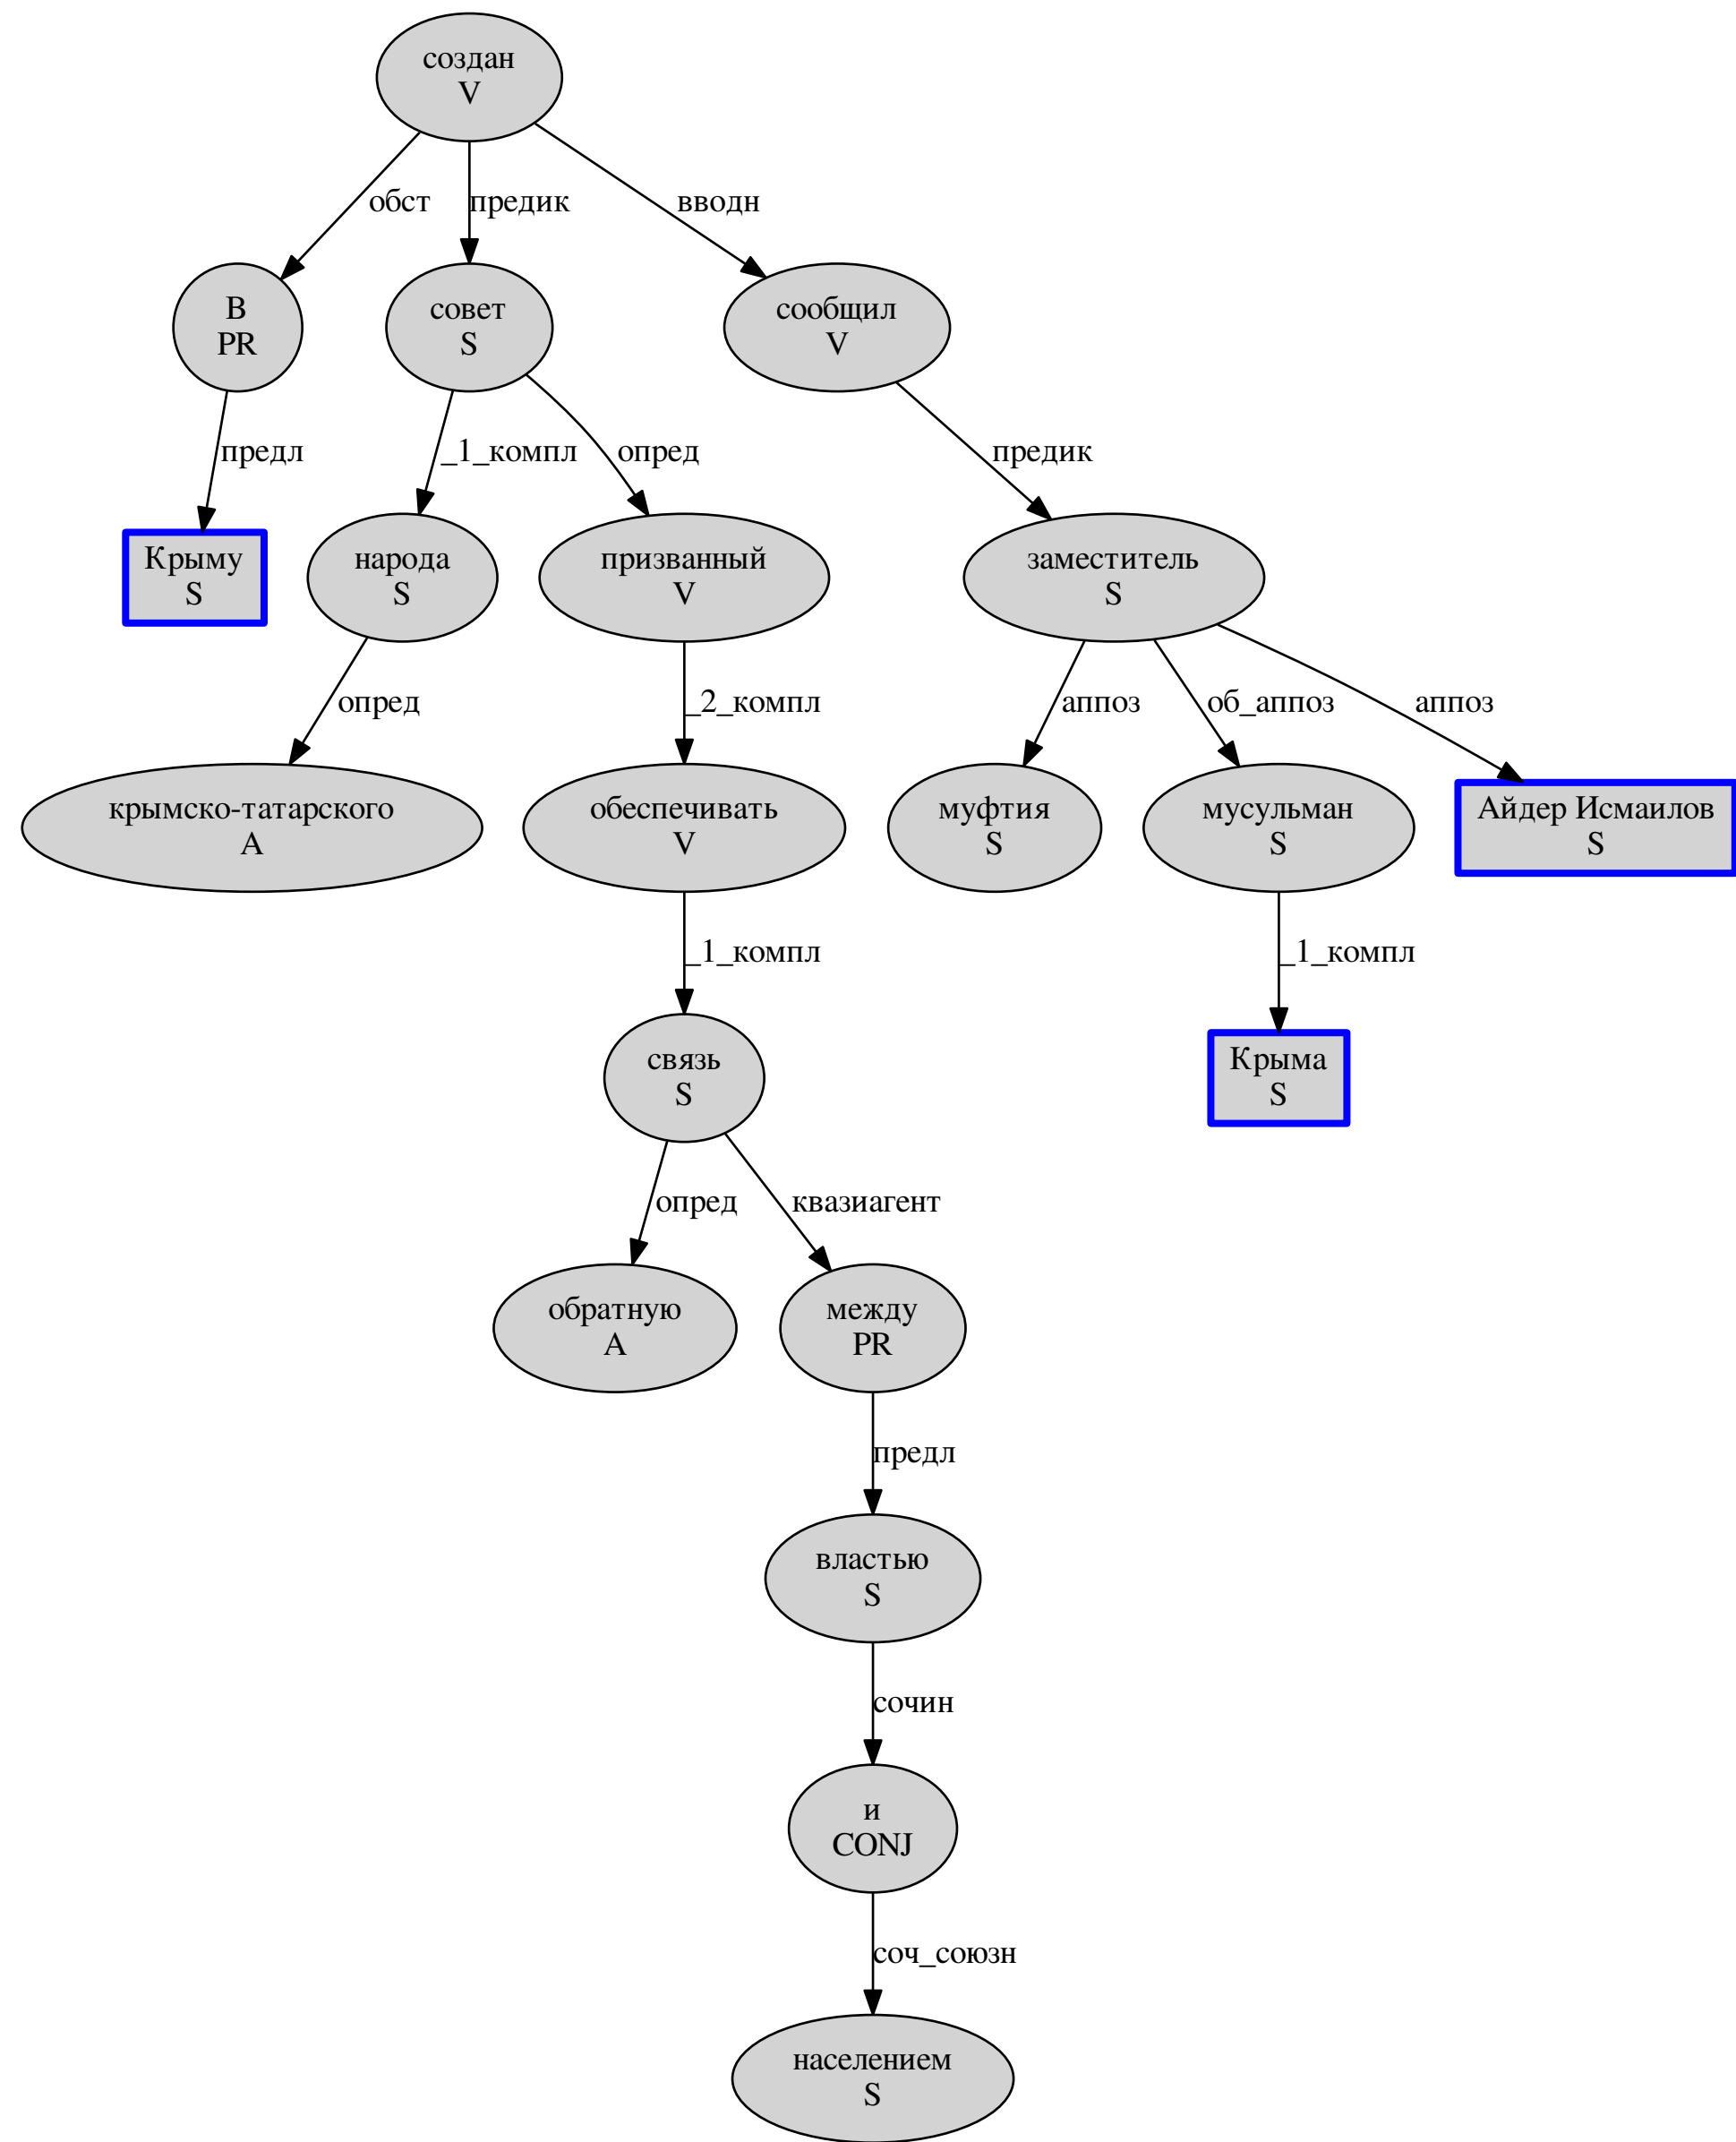 создан
V
обст
предик
вводн
В
PR
совет
S
сообщил
V
предл
_1_компл
опред
предик
Крыму
S
народа
S
призванный
V
заместитель
S
опред
_2_компл
аппоз
об_аппоз
аппоз
крымско-татарского
A
обеспечивать
V
муфтия
S
мусульман
S
Айдер Исмаилов
S
_1_компл
_1_компл
связь
S
Крыма
S
опред
квазиагент
обратную
A
между
PR
предл
властью
S
сочин
и
CONJ
соч_союзн
населением
S